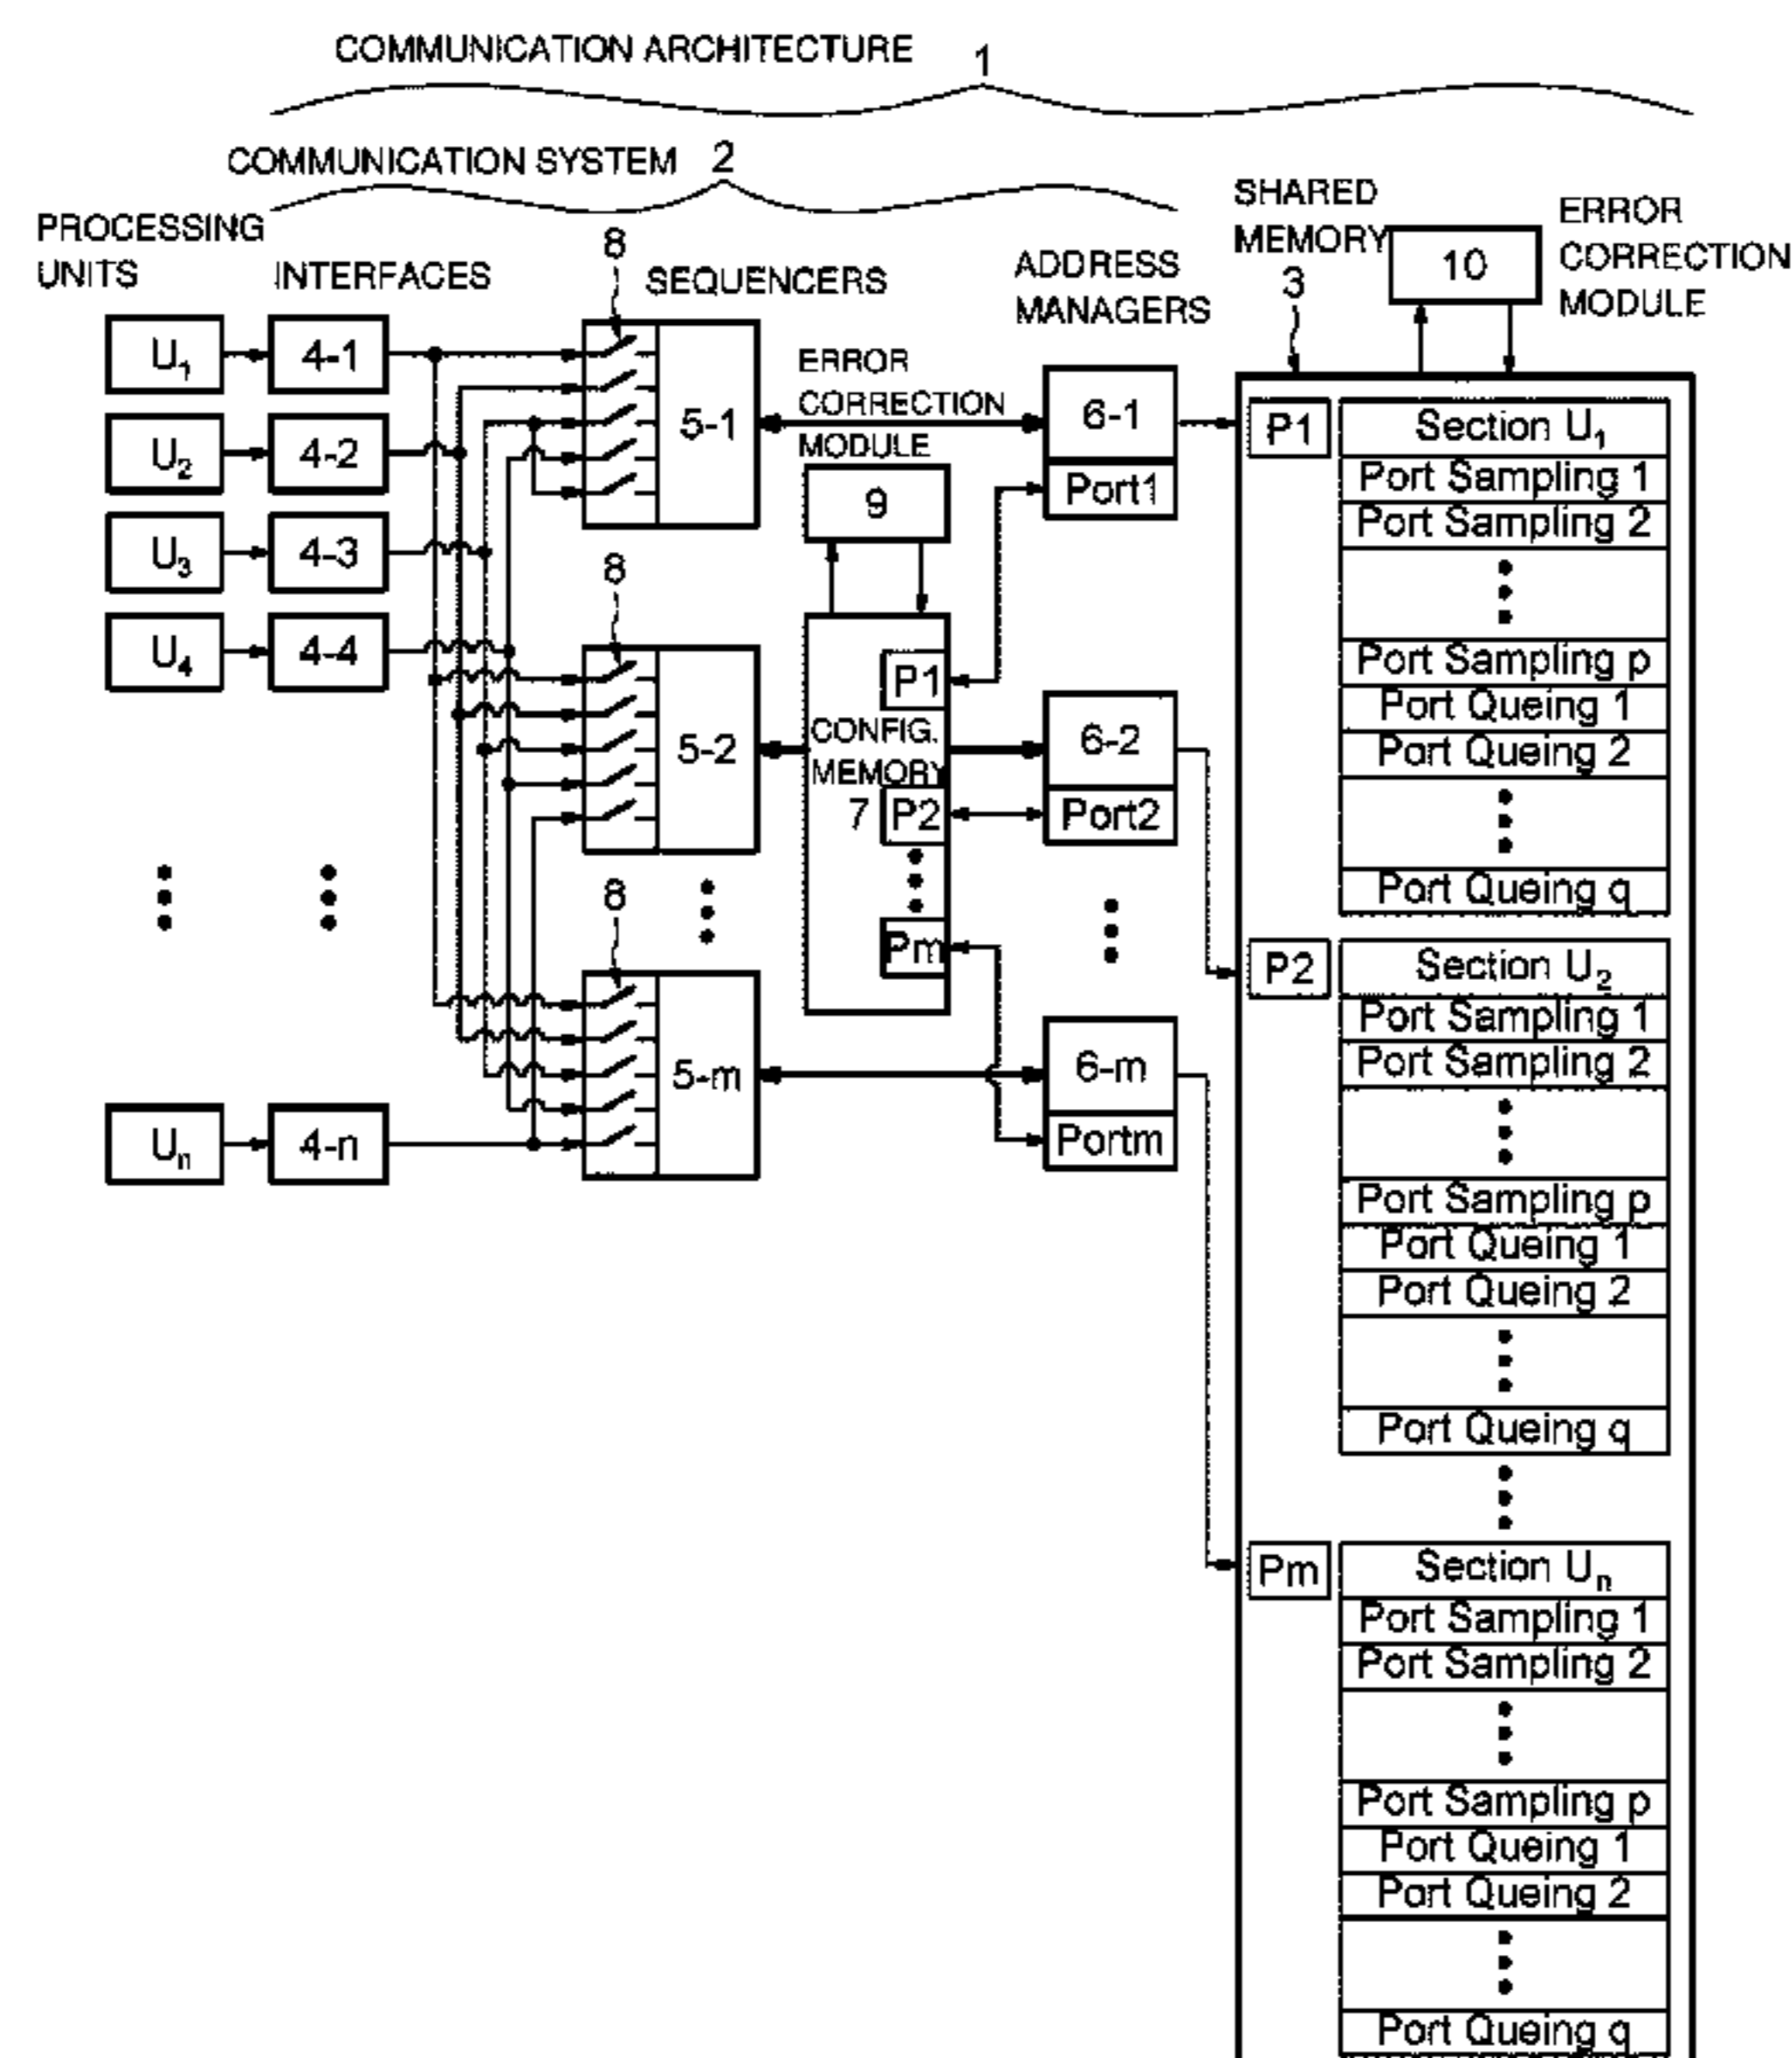 COMMUNICATION ARCHITECTURE 1
COMMUNICATION SYSTEM 2
PROCESSING
UNITS
INTERFACES
8
SEQUENCERS
ADDRESS
MANAGERS
SHARED
MEMORY
3
10
ERROR
CORRECTION
MODULE
U1 4-1
U2 4-2
U3 4-3
U4 4-4
Un 4-n
5-1
8
5-2
8
5-m
ERROR
CORRECTION
MODULE
9
P1
CONFIG.
MEMORY
7 P2
Pm
6-1
Port1
6-2
Port2
6-m
Portm
P1 Section U1
Port Sampling 1
Port Sampling 2
Port Sampling p
Port Queing 1
Port Queing 2
Port Queing q
P2 Section U2
Port Sampling 1
Port Sampling 2
Port Sampling p
Port Queing 1
Port Queing 2
Port Queing q
Pm Section Un
Port Sampling 1
Port Sampling 2
Port Sampling p
Port Queing 1
Port Queing 2
Port Queing q